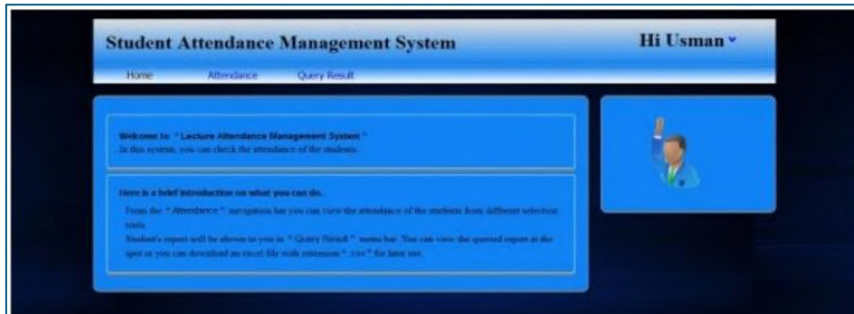 Student Attendance Management System
Hi Usman
Home Attendance Query Result
Welcome to "Lecture Attendance Management System"
In this system, you can check the attendance of the students.
Here is a brief introduction on what you can do.
From the "Attendance" navigation bar you can view the attendance of the students from different selection
tools
Student's report will be shown to you in "Query Result" menu bar. You can view the queried report at the
spot or you can download an excel file with extension ".csv" for later use.